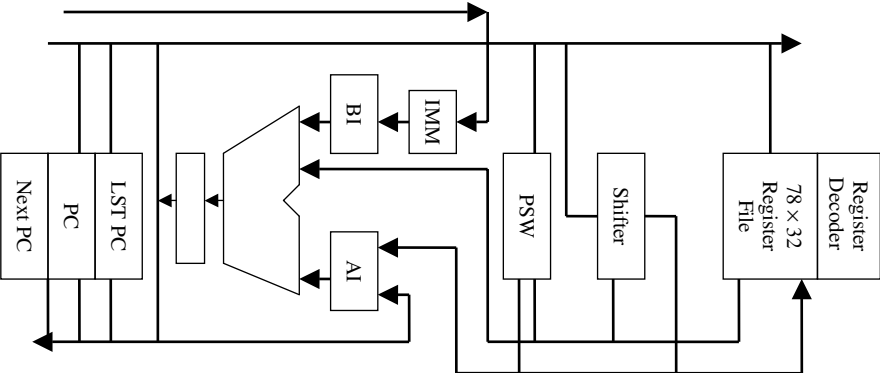 Register
Decoder
78 × 32
Register
File
Shifter
PSW
IMM
BI
AI
LST PC
PC
Next PC